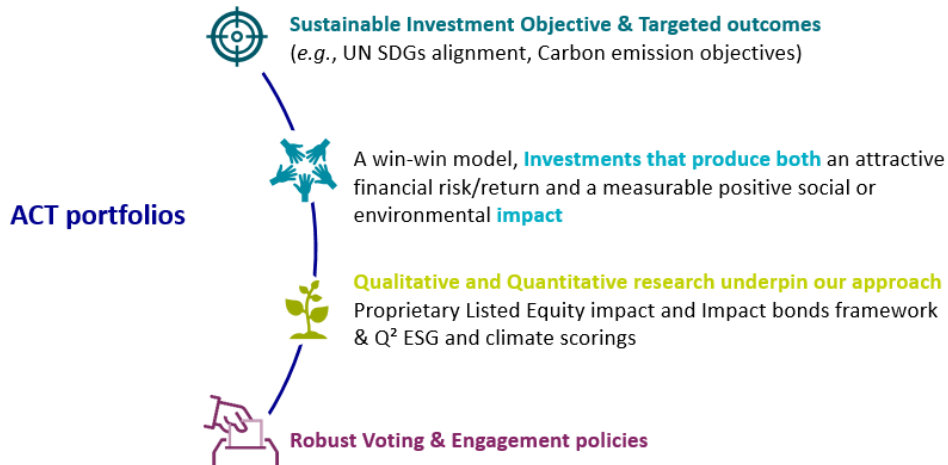 Sustainable Investment Objective & Targeted outcomes
(e.g., UN SDGs alignment, Carbon emission objectives)
A win-win model, Investments that produce both an attractive
financial risk/return and a measurable positive social or
environmental impact
ACT portfolios
Qualitative and Quantitative research underpin our approach
Proprietary Listed Equity impact and Impact bonds framework
& Q² ESG and climate scorings
Robust Voting & Engagement policies